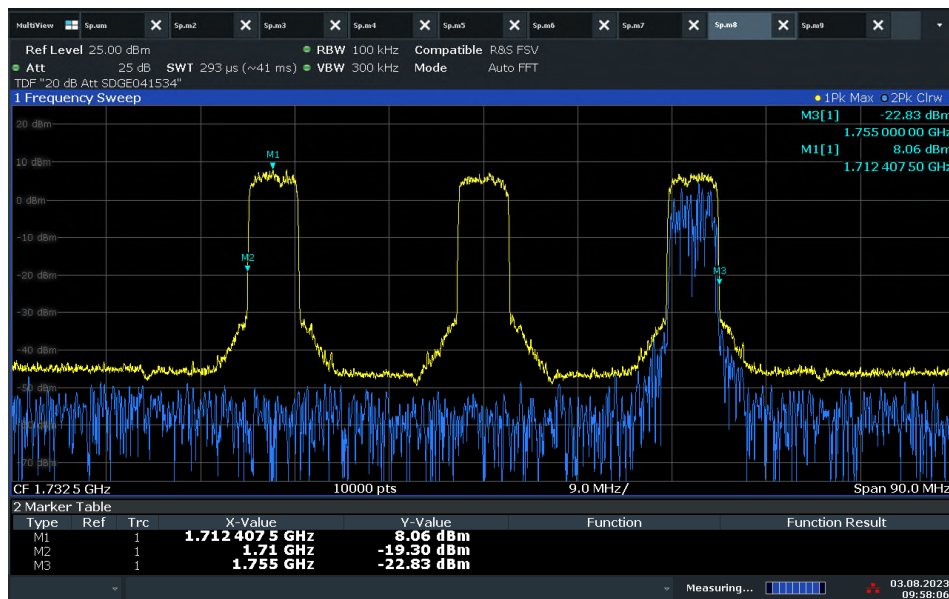 MultiView Sp.um Sp.m2 Sp.m3 Sp.m4 Sp.m5 Sp.m6 Sp.m7 Sp.m8 Sp.m9
Ref Level 25.00 dBm RBW 100 kHz Compatible R&S FSV
Att 25 dB SWT 293 µs (~41 ms) VBW 300 kHz Mode Auto FFT
TDF "20 dB Att SDGE041534"
1 Frequency Sweep 1Pk Max 2Pk Clrw
M3[1] -22.83 dBm
20 dBm
1.755 000 00 GHz
M1[1] 8.06 dBm
M1
10 dBm
1.712 407 50 GHz
0 dBm
-10 dBm
M2
M3
-20 dBm
-30 dBm
-40 dBm
-50 dBm
-70 dBm
CF 1.732 5 GHz 10000 pts 9.0 MHz/ Span 90.0 MHz
2 Marker Table
Type Ref Trc X-Value Y-Value Function Function Result
M1 1 1.712 407 5 GHz 8.06 dBm
M2 1 1.71 GHz -19.30 dBm
M3 1 1.755 GHz -22.83 dBm
Measuring... 03.08.2023
09:58:06